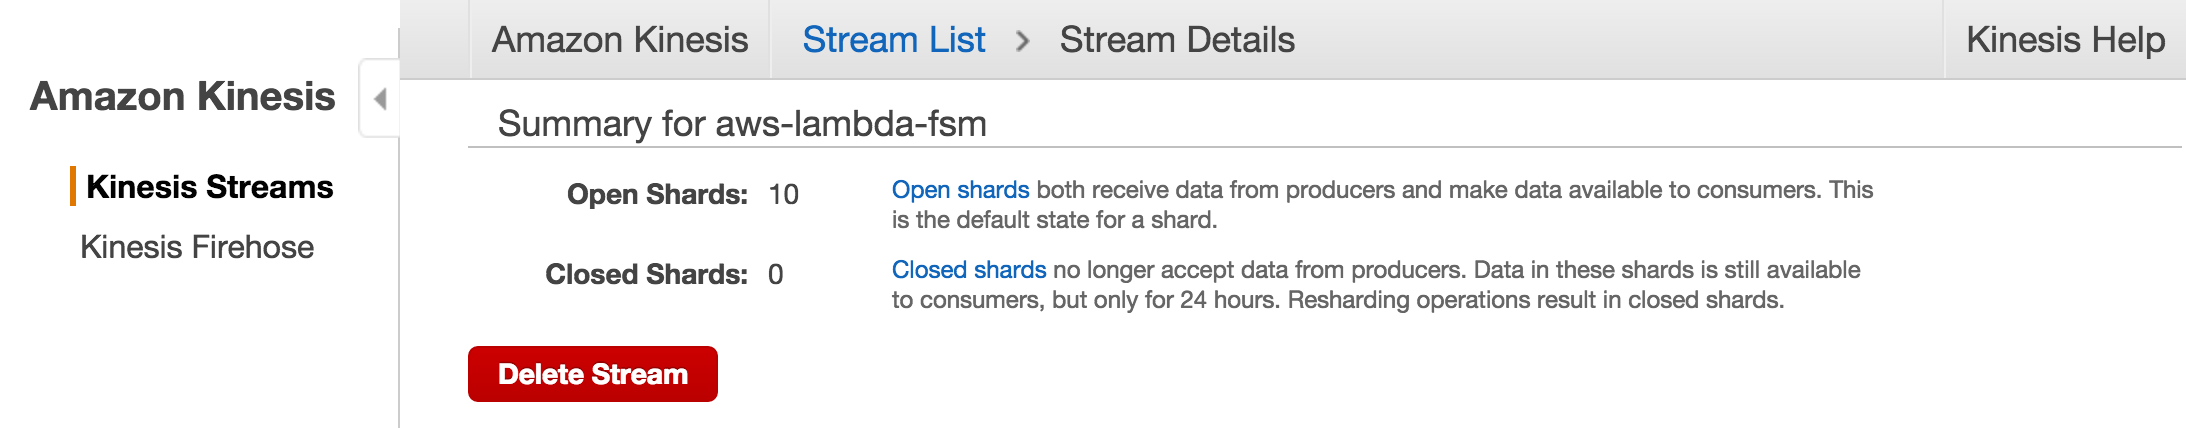 Amazon Kinesis
Kinesis Streams
Kinesis Firehose
Amazon Kinesis Stream List > Stream Details Kinesis Help
Summary for aws-lambda-fsm
Open Shards: 10 Open shards both receive data from producers and make data available to consumers. This
is the default state for a shard.
Closed Shards: 0 Closed shards no longer accept data from producers. Data in these shards is still available
to consumers, but only for 24 hours. Resharding operations result in closed shards.
Delete Stream